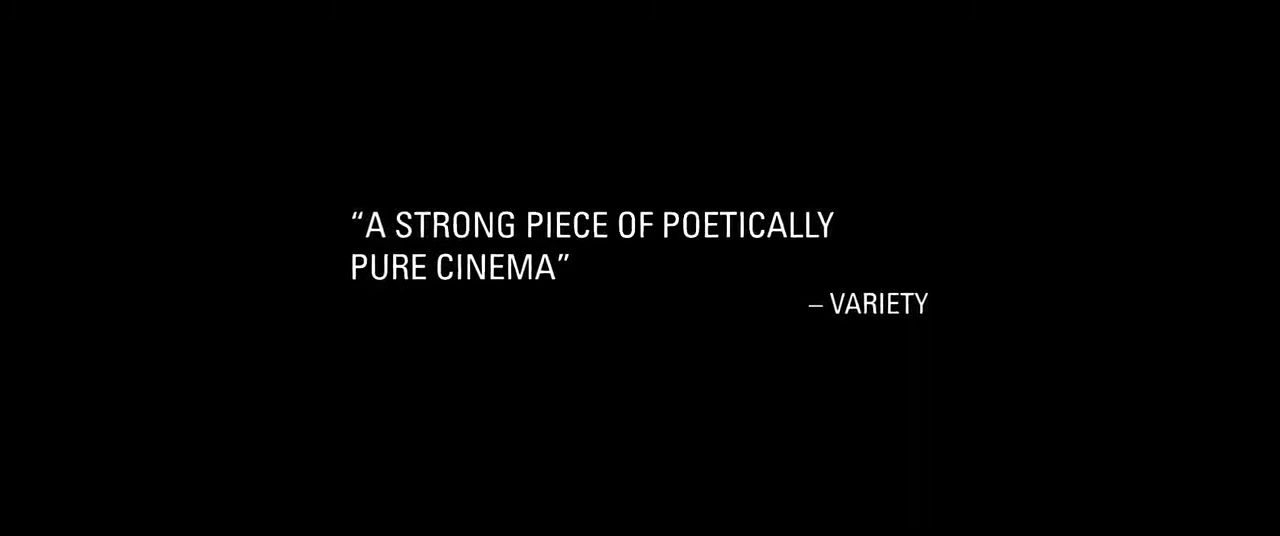 “A STRONG PIECE OF POETICALLY
PURE CINEMA”
– VARIETY